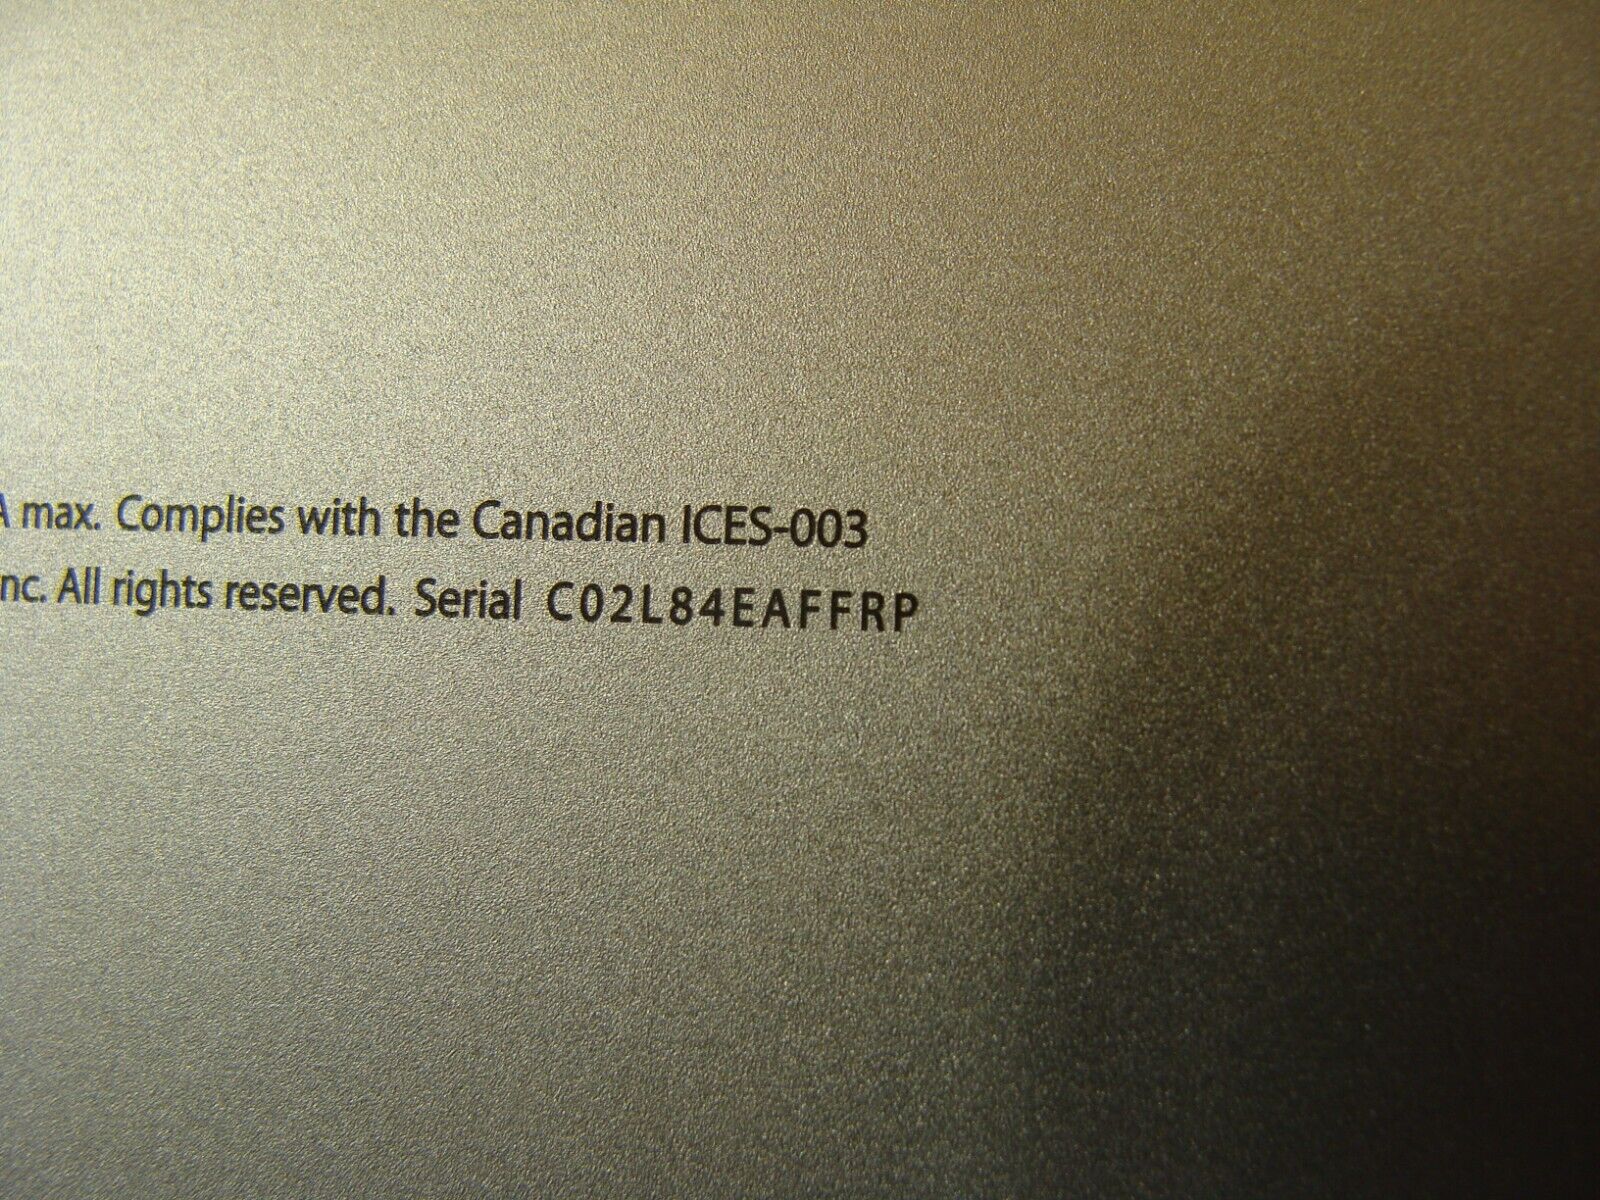 A max. Complies with the Canadian ICES-003
nc. All rights reserved. Serial C02L84EAFFRP